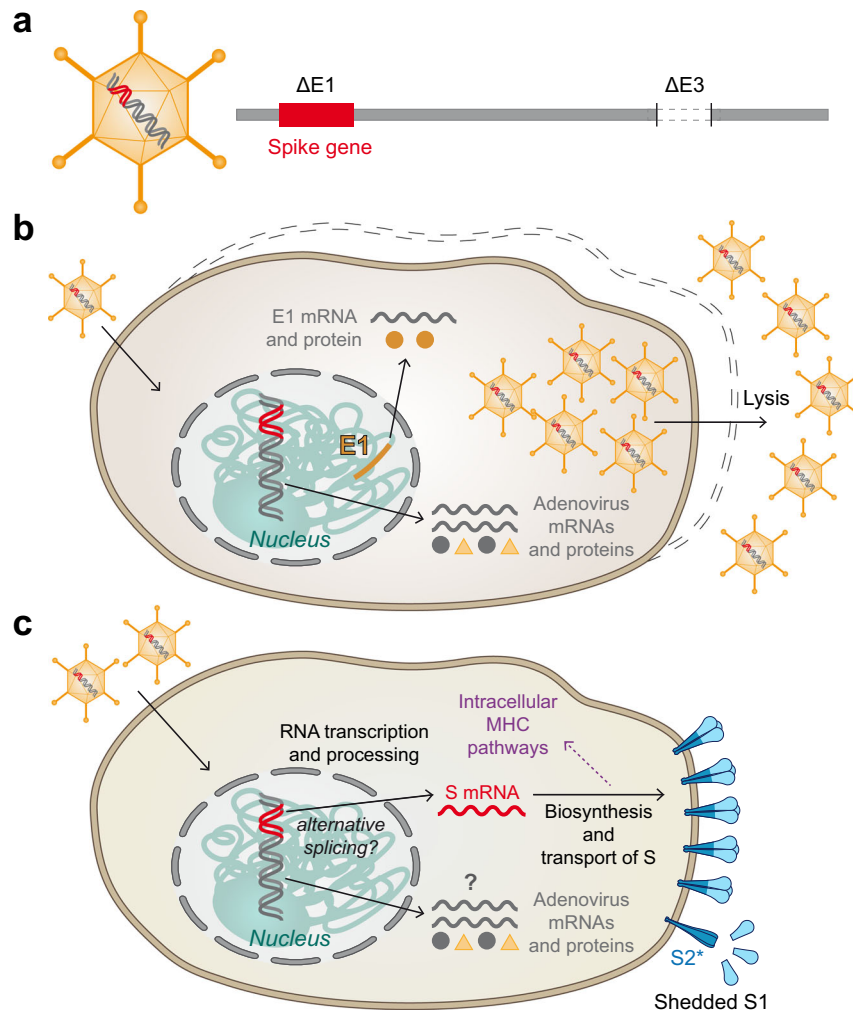 a
ΔE1
ΔE3
Spike gene
b
E1 mRNA
and protein
E1
Lysis
Adenovirus
mRNAs
and proteins
Nucleus
c
Intracellular
MHC
pathways
RNA transcription
and processing
S mRNA
alternative
splicing?
Biosynthesis
and
transport of S
?
Adenovirus
mRNAs
and proteins
Nucleus
S2*
Shedded S1